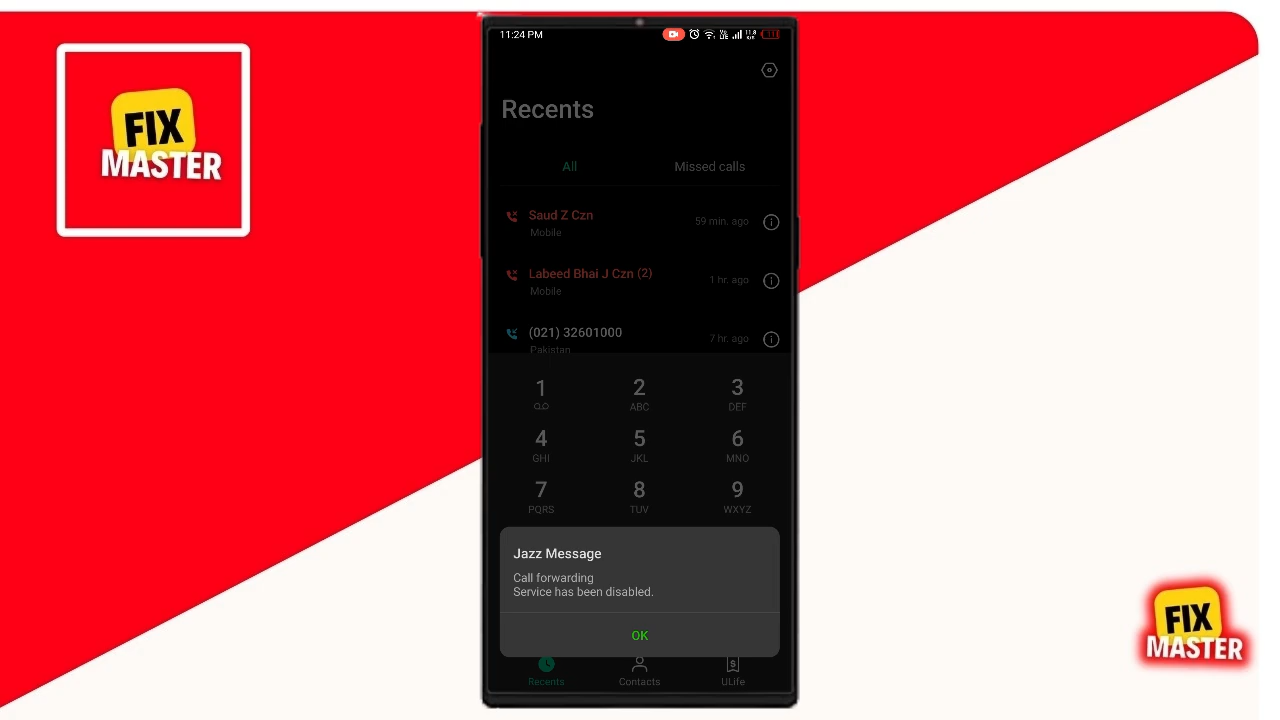 FIX
MASTER
11:24 PM
Recents
All
Missed calls
Saud Z Czn
59 min. ago
Mobile
Labeed Bhai J Czn (2)
1 hr. ago
Mobile
(021) 32601000
7 hr. ago
Pakistan
1
2
3
ABC
DEF
4
5
6
GHI
JKL
MNO
7
8
9
PQRS
TUV
WXYZ
Jazz Message
Call forwarding
Service has been disabled.
OK
Recents
Contacts
ULife
FIX
MASTER